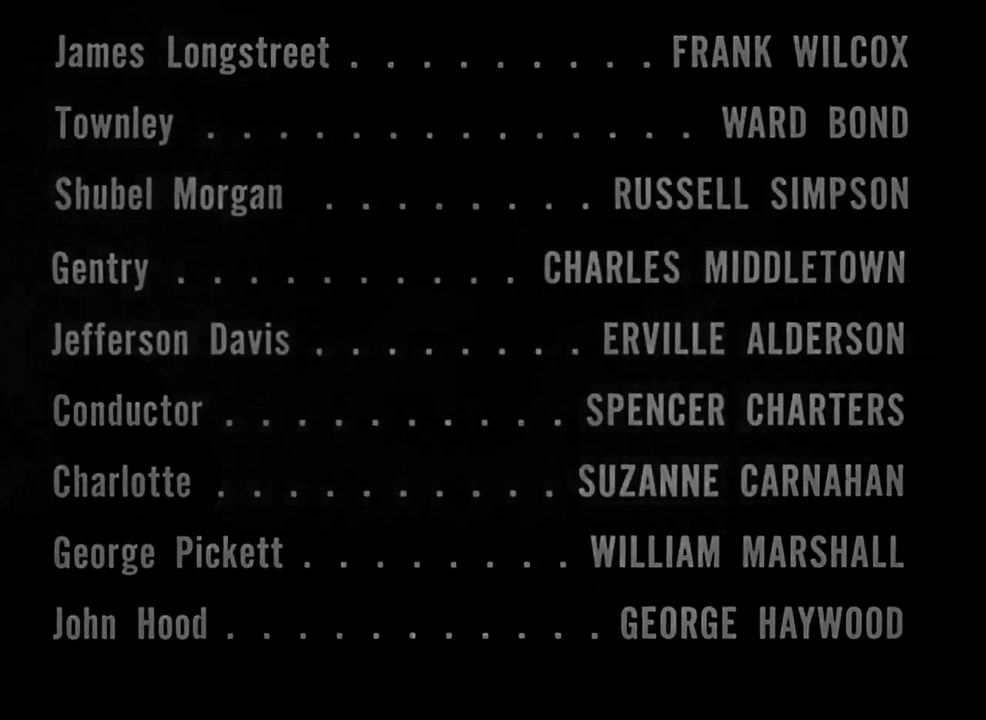 James Longstreet . . . . . . . . . FRANK WILCOX
Townley . . . . . . . . . . . . . . WARD BOND
Shubel Morgan . . . . . . . . RUSSELL SIMPSON
Gentry . . . . . . . . . . CHARLES MIDDLETOWN
Jefferson Davis . . . . . . . . ERVILLE ALDERSON
Conductor . . . . . . . . . . SPENCER CHARTERS
Charlotte . . . . . . . . . . SUZANNE CARNAHAN
George Pickett . . . . . . . . WILLIAM MARSHALL
John Hood . . . . . . . . . . . GEORGE HAYWOOD